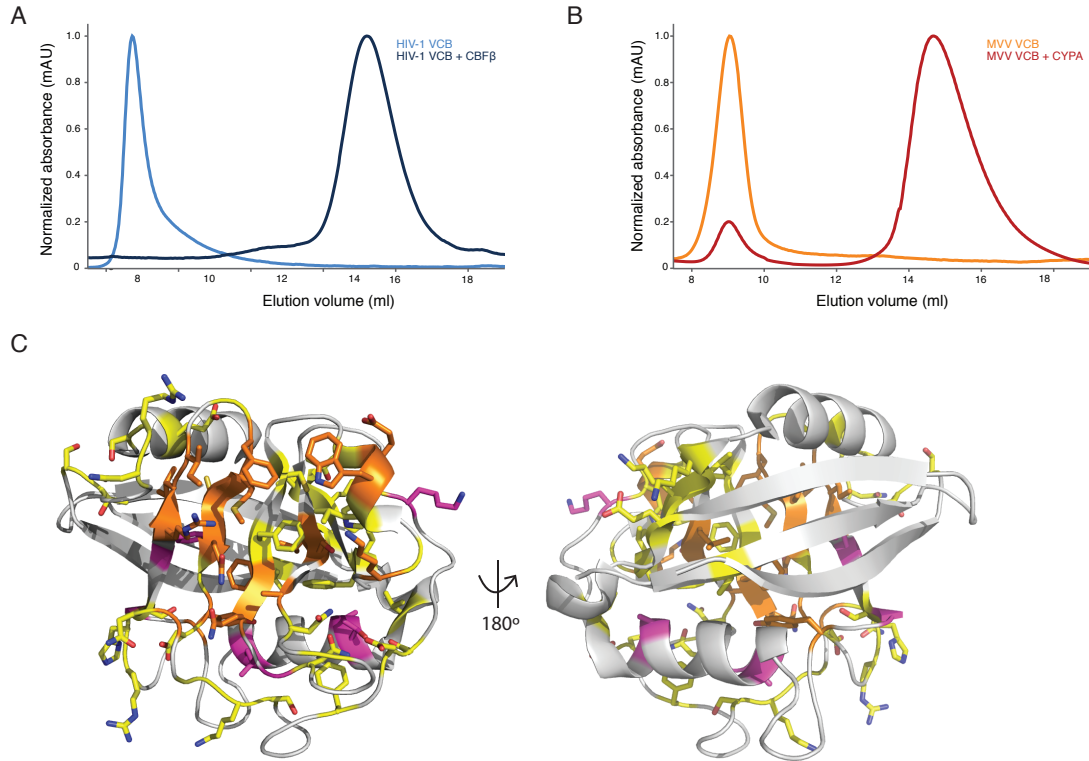 A
HIV-1 VCB
HIV-1 VCB + CBFβ
Normalized absorbance (mAU)
1.0
0.8
0.6
0.4
0.2
0
8 10 12 14 16 18
Elution volume (ml)
B
MVV VCB
MVV VCB + CYPA
Normalized absorbance (mAU)
1.0
0.8
0.6
0.4
0.2
0
8 10 12 14 16 18
Elution volume (ml)
C
180º